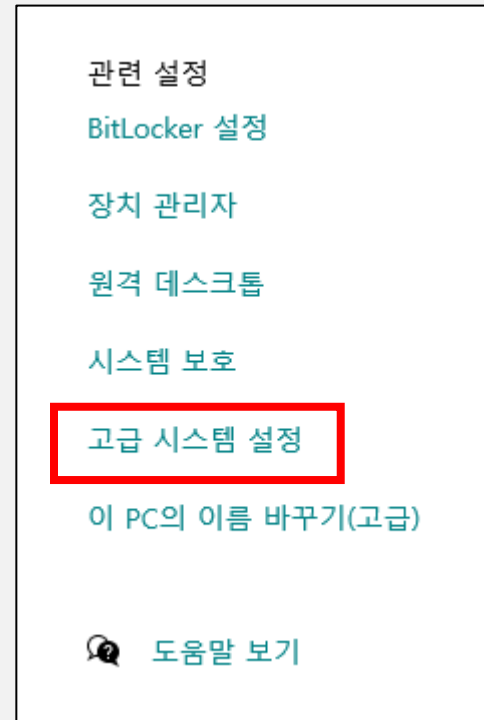 관련 설정
BitLocker 설정
장치 관리자
원격 데스크톱
시스템 보호
고급 시스템 설정
이 PC의 이름 바꾸기(고급)
도움말 보기